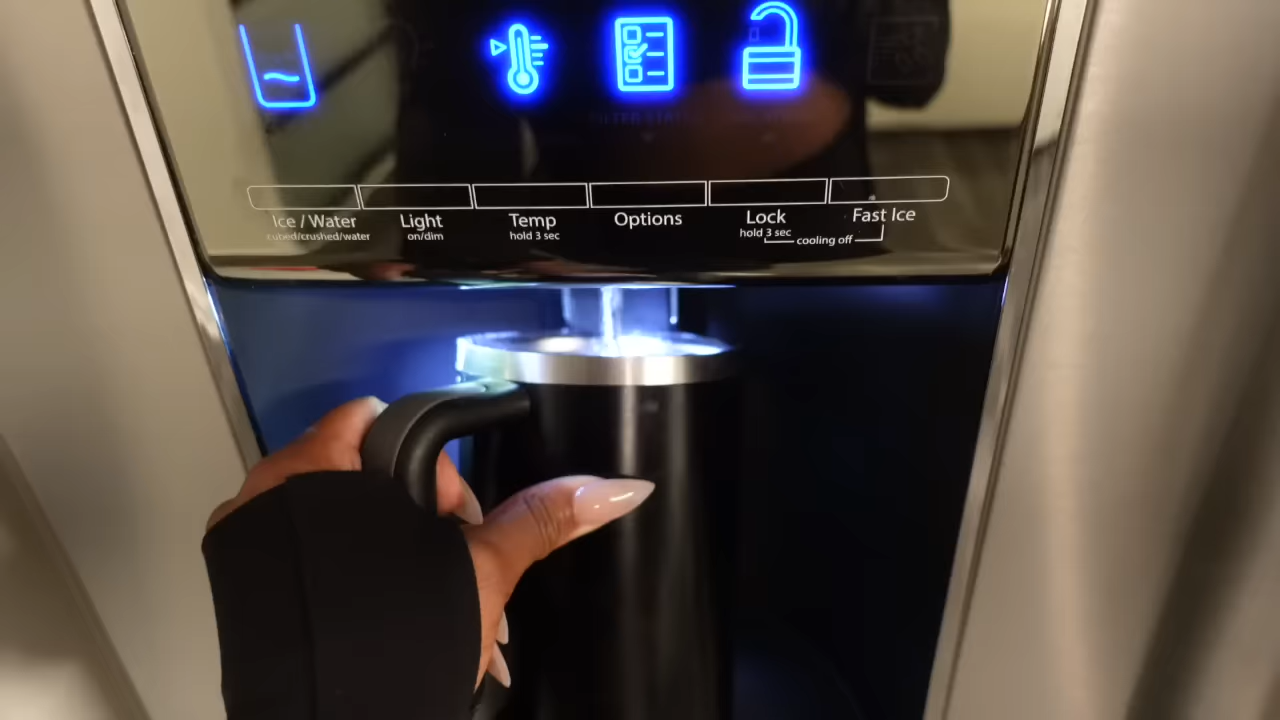 Ice / Water
cubed/crushed/water
Light
on/dim
Temp
hold 3 sec
Options
Lock
hold 3 sec
Fast Ice
cooling off